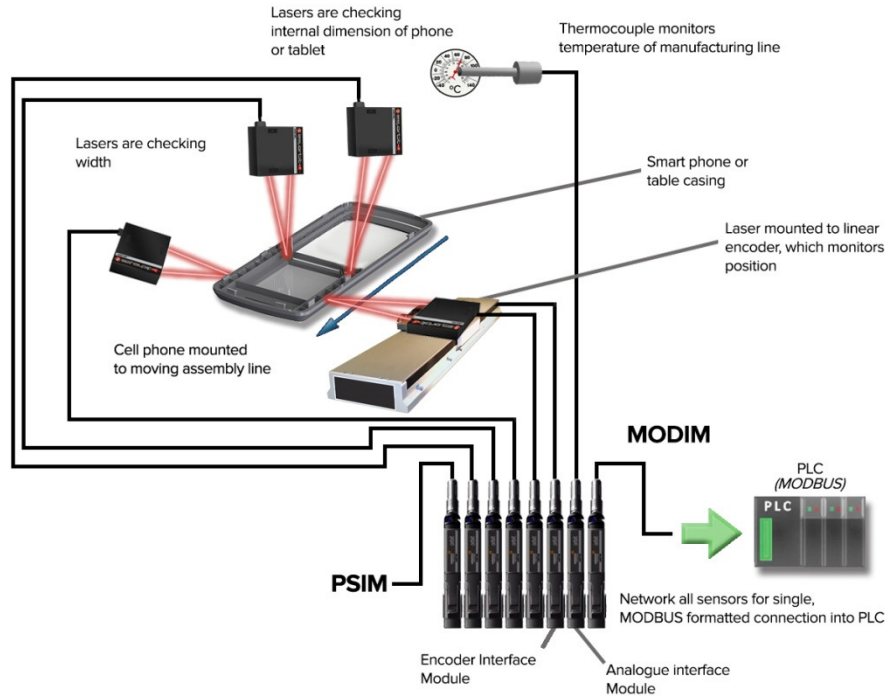 Lasers are checking
internal dimension of phone
or tablet
Thermocouple monitors
temperature of manufacturing line
°C
Lasers are checking
width
Smart phone or
table casing
Laser mounted to linear
encoder, which monitors
position
Cell phone mounted
to moving assembly line
MODIM
PLC
(MODBUS)
PLC
PSIM
Network all sensors for single,
MODBUS formatted connection into PLC
Encoder Interface
Module
Analogue interface
Module